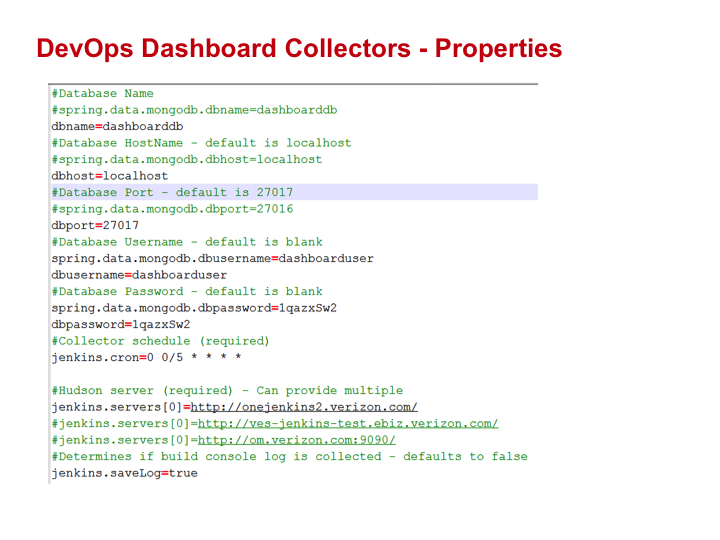 DevOps Dashboard Collectors - Properties
#Database Name
#spring.data.mongodb.dbname=dashboarddb
dbname=dashboarddb
#Database HostName - default is localhost
#spring.data.mongodb.dbhost=localhost
dbhost=localhost
#Database Port - default is 27017
#spring.data.mongodb.dbport=27016
dbport=27017
#Database Username - default is blank
spring.data.mongodb.dbusername=dashboarduser
dbusername=dashboarduser
#Database Password - default is blank
spring.data.mongodb.dbpassword=1qazxSw2
dbpassword=1qazxSw2
#Collector schedule (required)
jenkins.cron=0 0/5 * * * *
#Hudson server (required) - Can provide multiple
jenkins.servers[0]=http://onejenkins2.verizon.com/
#jenkins.servers[0]=http://ves-jenkins-test.ebiz.verizon.com/
#jenkins.servers[0]=http://om.verizon.com:9090/
#Determines if build console log is collected - defaults to false
jenkins.saveLog=true